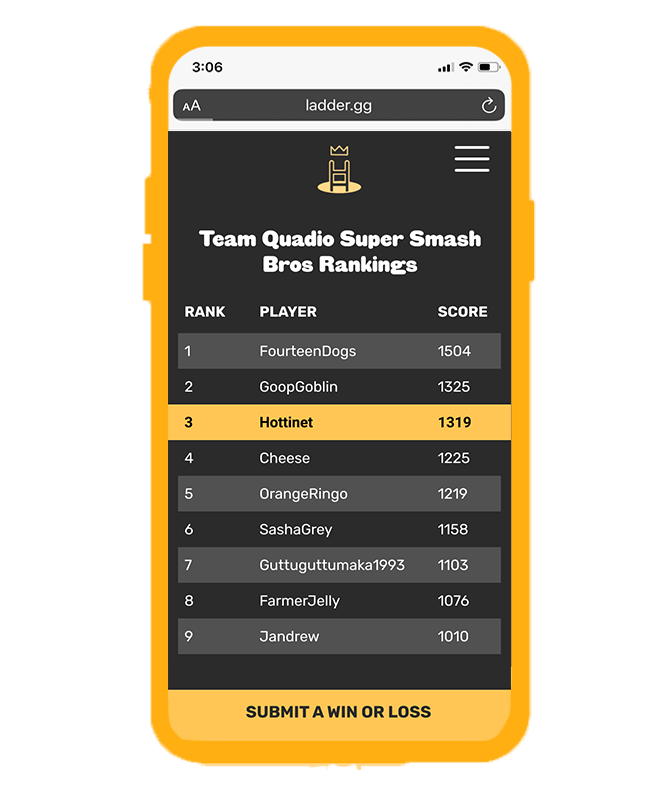 3:06
AA ladder.gg
Team Quadio Super Smash
Bros Rankings
RANK PLAYER SCORE
1 FourteenDogs 1504
2 GoopGoblin 1325
3 Hottinet 1319
4 Cheese 1225
5 OrangeRingo 1219
6 SashaGrey 1158
7 Guttuguttumaka1993 1103
8 FarmerJelly 1076
9 Jandrew 1010
SUBMIT A WIN OR LOSS